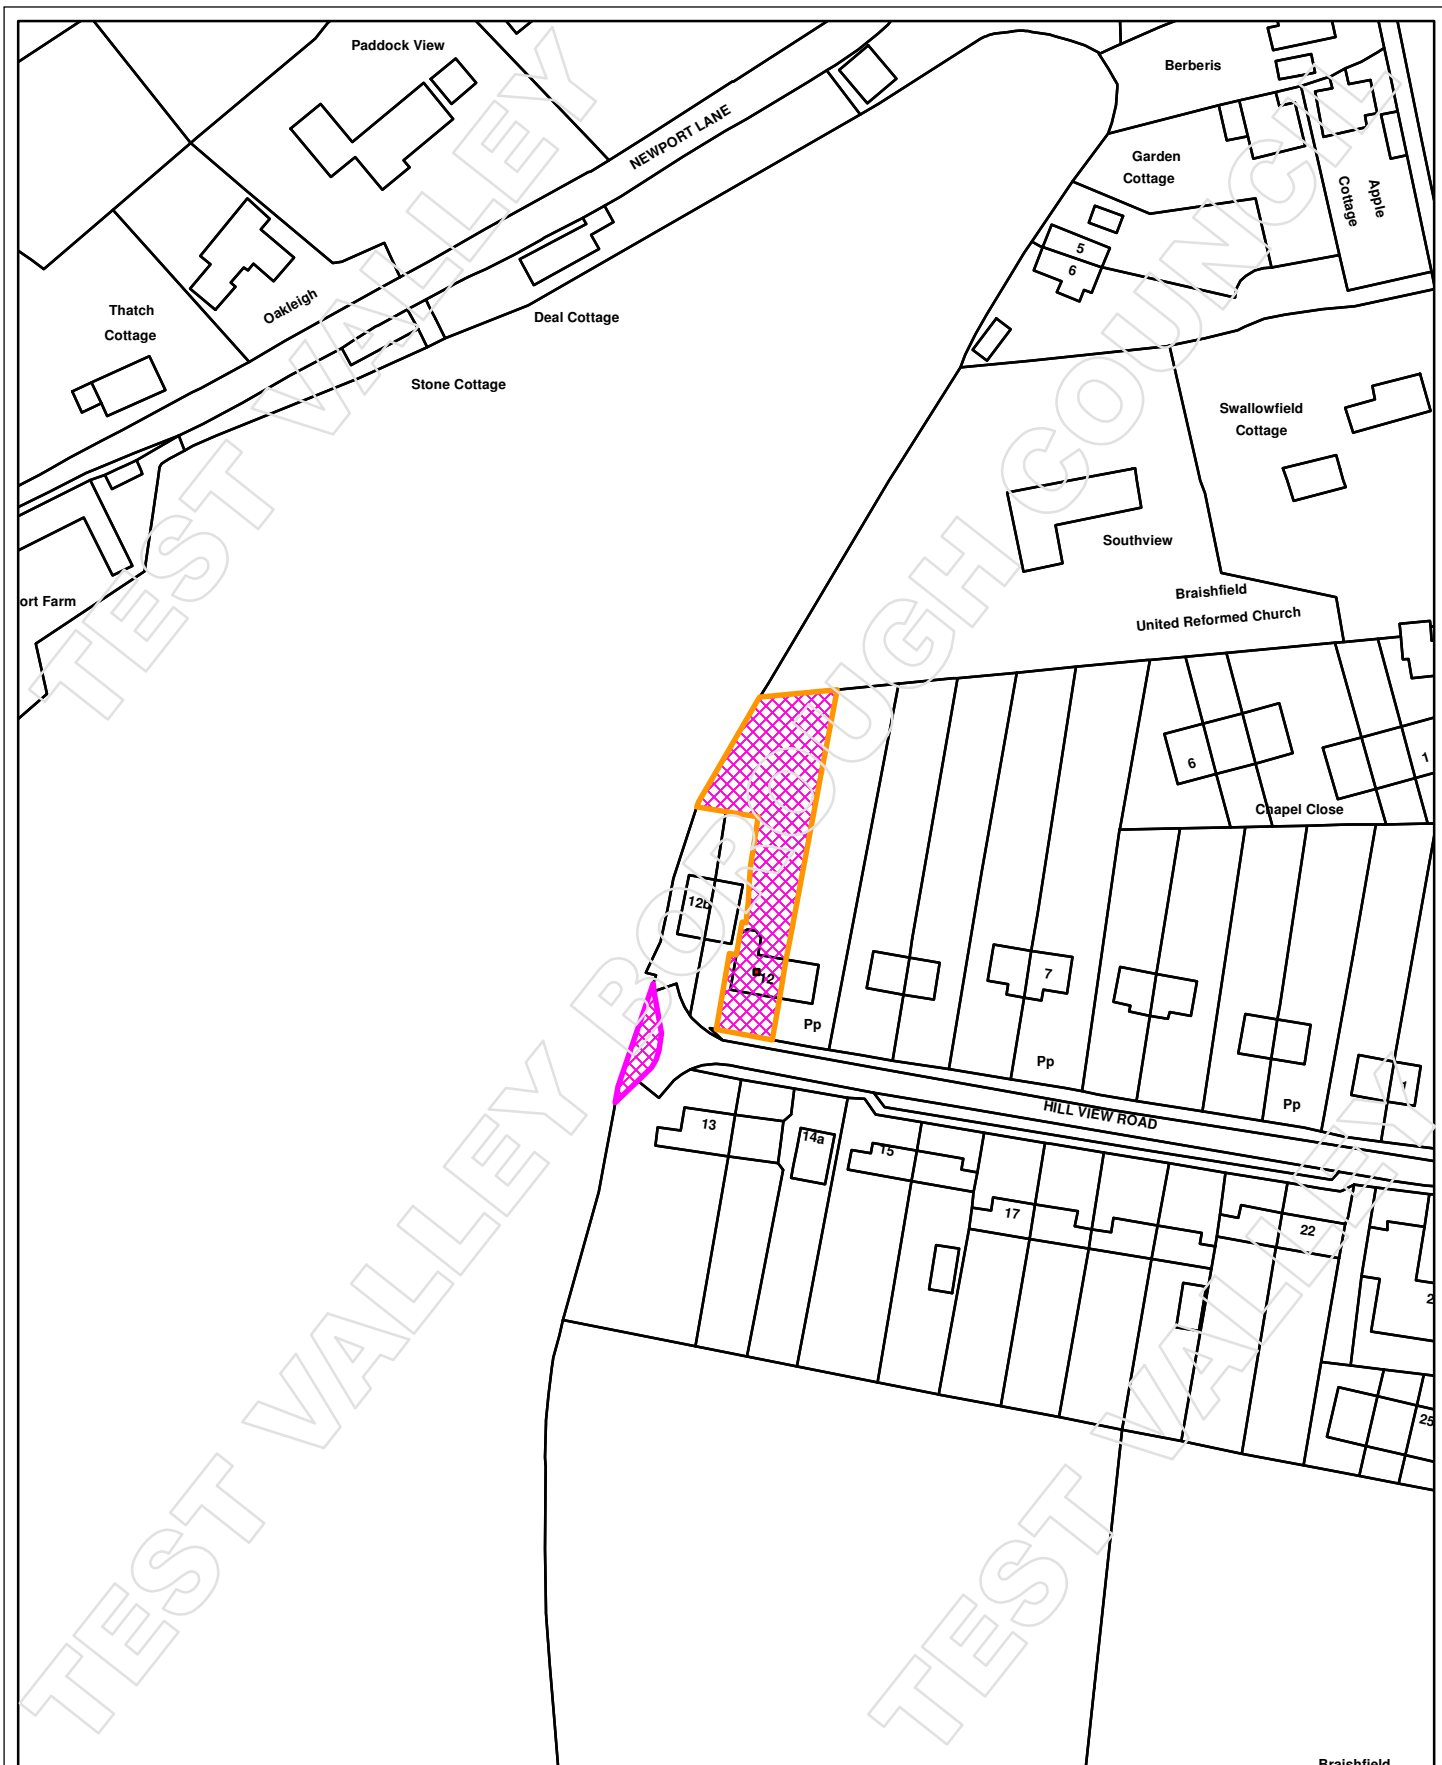 Paddock View
Berberis
NEWPORT LANE
Garden
Cottage
Apple
Cottage
5
6
Oakleigh
Thatch
Cottage
Deal Cottage
Stone Cottage
Swallowfield
Cottage
Southview
Braishfield
United Reformed Church
ort Farm
6
1
Chapel Close
12b
12
7
Pp
Pp
Pp
1
HILL VIEW ROAD
13
14a
15
17
22
2
25
Braishfield
TEST VALLEY BOROUGH COUNCIL
TEST VALLEY
TEST VALLEY